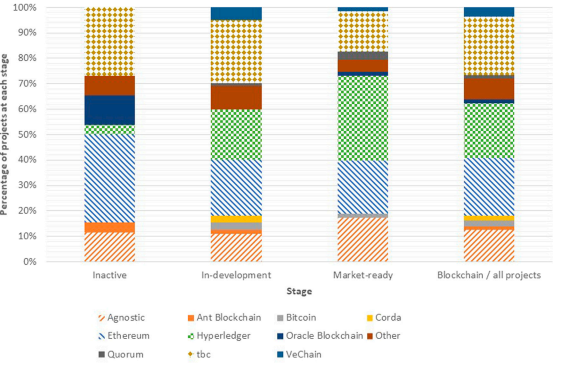 100%
90%
80%
70%
60%
50%
40%
30%
20%
10%
0%
Percentage of projects at each stage
Inactive In-development Market-ready Blockchain / all projects
Stage
Agnostic Ant Blockchain Bitcoin Corda
Ethereum Hyperledger Oracle Blockchain Other
Quorum tbc VeChain